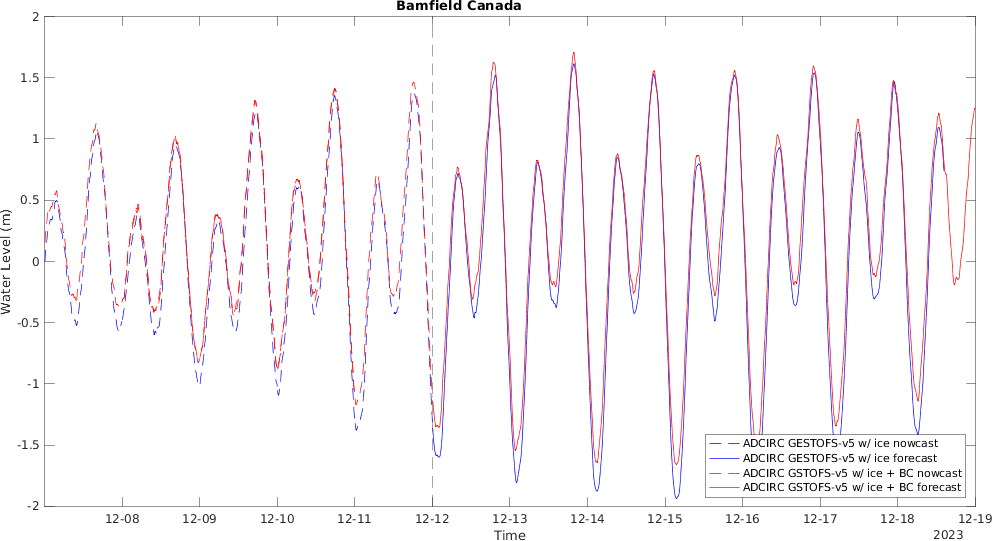 Bamfield Canada
Water Level (m)
2
1.5
1
0.5
0
-0.5
-1
-1.5
-2
12-08 12-09 12-10 12-11 12-12 12-13 12-14 12-15 12-16 12-17 12-18 12-19
Time
2023
ADCIRC GESTOFS-v5 w/ ice nowcast
ADCIRC GESTOFS-v5 w/ ice forecast
ADCIRC GSTOFS-v5 w/ ice + BC nowcast
ADCIRC GSTOFS-v5 w/ ice + BC forecast